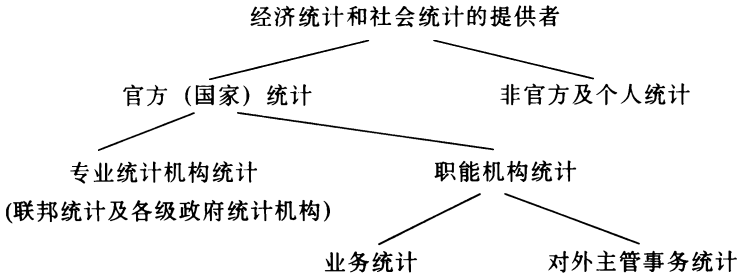 经济统计和社会统计的提供者
官方（国家）统计
非官方及个人统计
专业统计机构统计
职能机构统计
(联邦统计及各级政府统计机构)
业务统计
对外主管事务统计